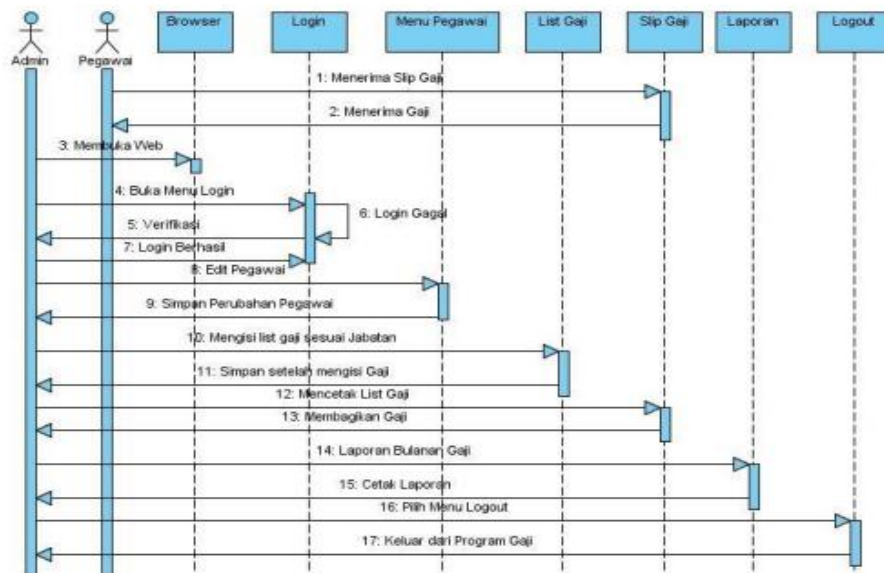 Browser
Login
Menu Pegawai
List Gaji
Slip Gaji
Laporan
Logout
Admin
Pegawai
1: Menerima Slip Gaji
2: Menerima Gaji
3: Membuka Web
4: Buka Menu Login
6: Login Gagal
5: Verifikasi
7: Login Berhasil
8: Edit Pegawai
9: Simpan Perubahan Pegawai
10: Mengisi list gaji sesuai Jabatan
11: Simpan setelah mengisi Gaji
12: Mencetak List Gaji
13: Membagikan Gaji
14: Laporan Bulanan Gaji
15: Cetak Laporan
16: Pilih Menu Logout
17: Keluar dari Program Gaji